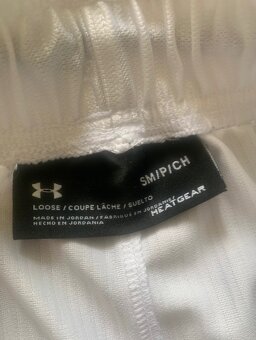 SM/P/CH
LOOSE / COUPE LÂCHE / SUELTO
MADE IN JORDAN / FABRIQUÉ EN JORDANIE /
HECHO EN JORDANIA
HEATGEAR